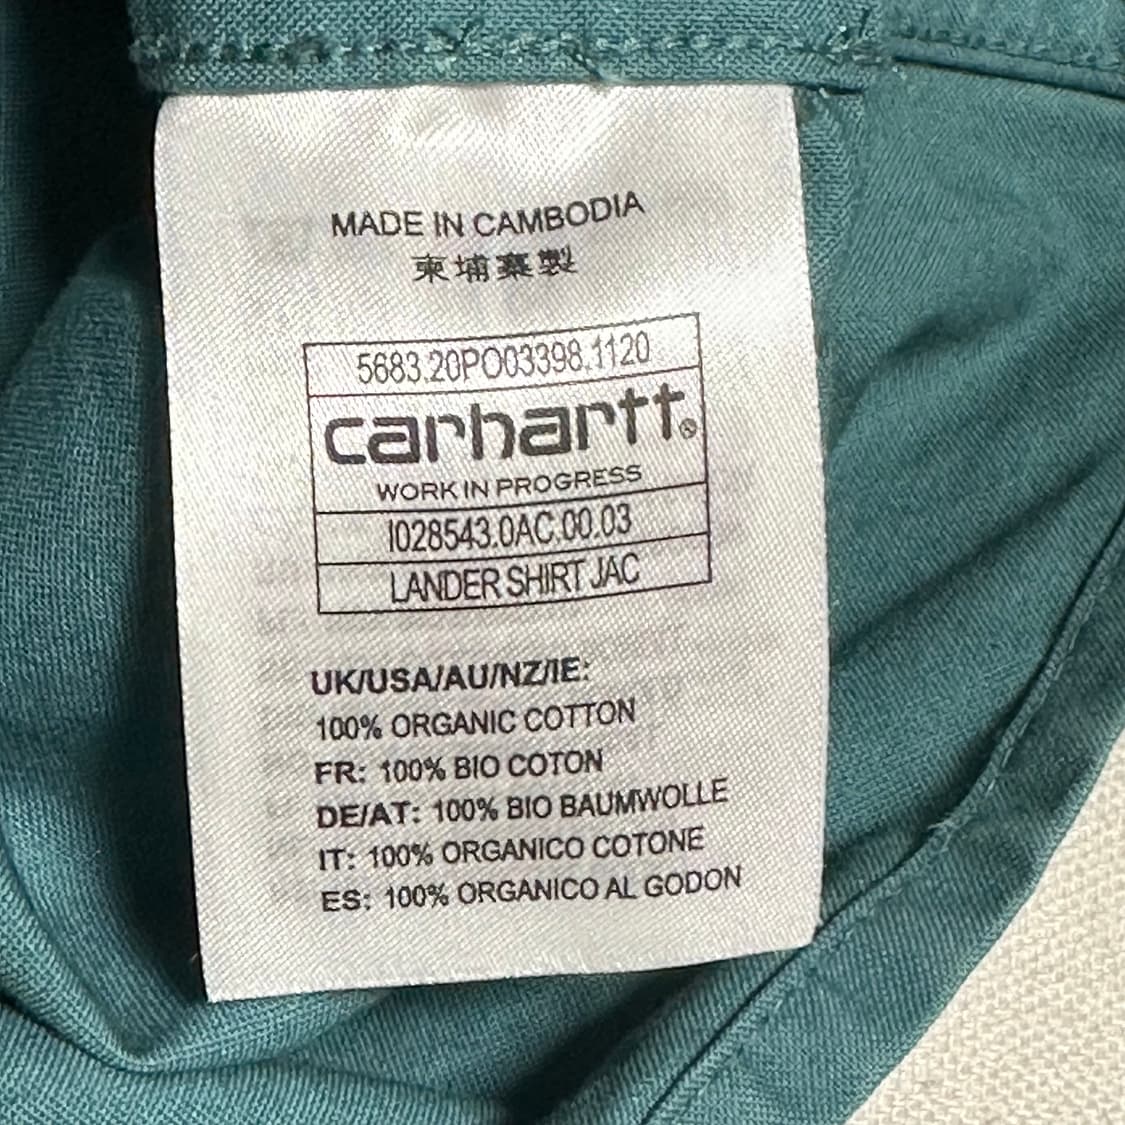 MADE IN CAMBODIA
柬埔寨製
5683.20PO03398.1120
carhartt®
WORK IN PROGRESS
I028543.0AC.00.03
LANDER SHIRT JAC
UK/USA/AU/NZ/IE:
100% ORGANIC COTTON
FR: 100% BIO COTON
DE/AT: 100% BIO BAUMWOLLE
IT: 100% ORGANICO COTONE
ES: 100% ORGANICO AL GODON